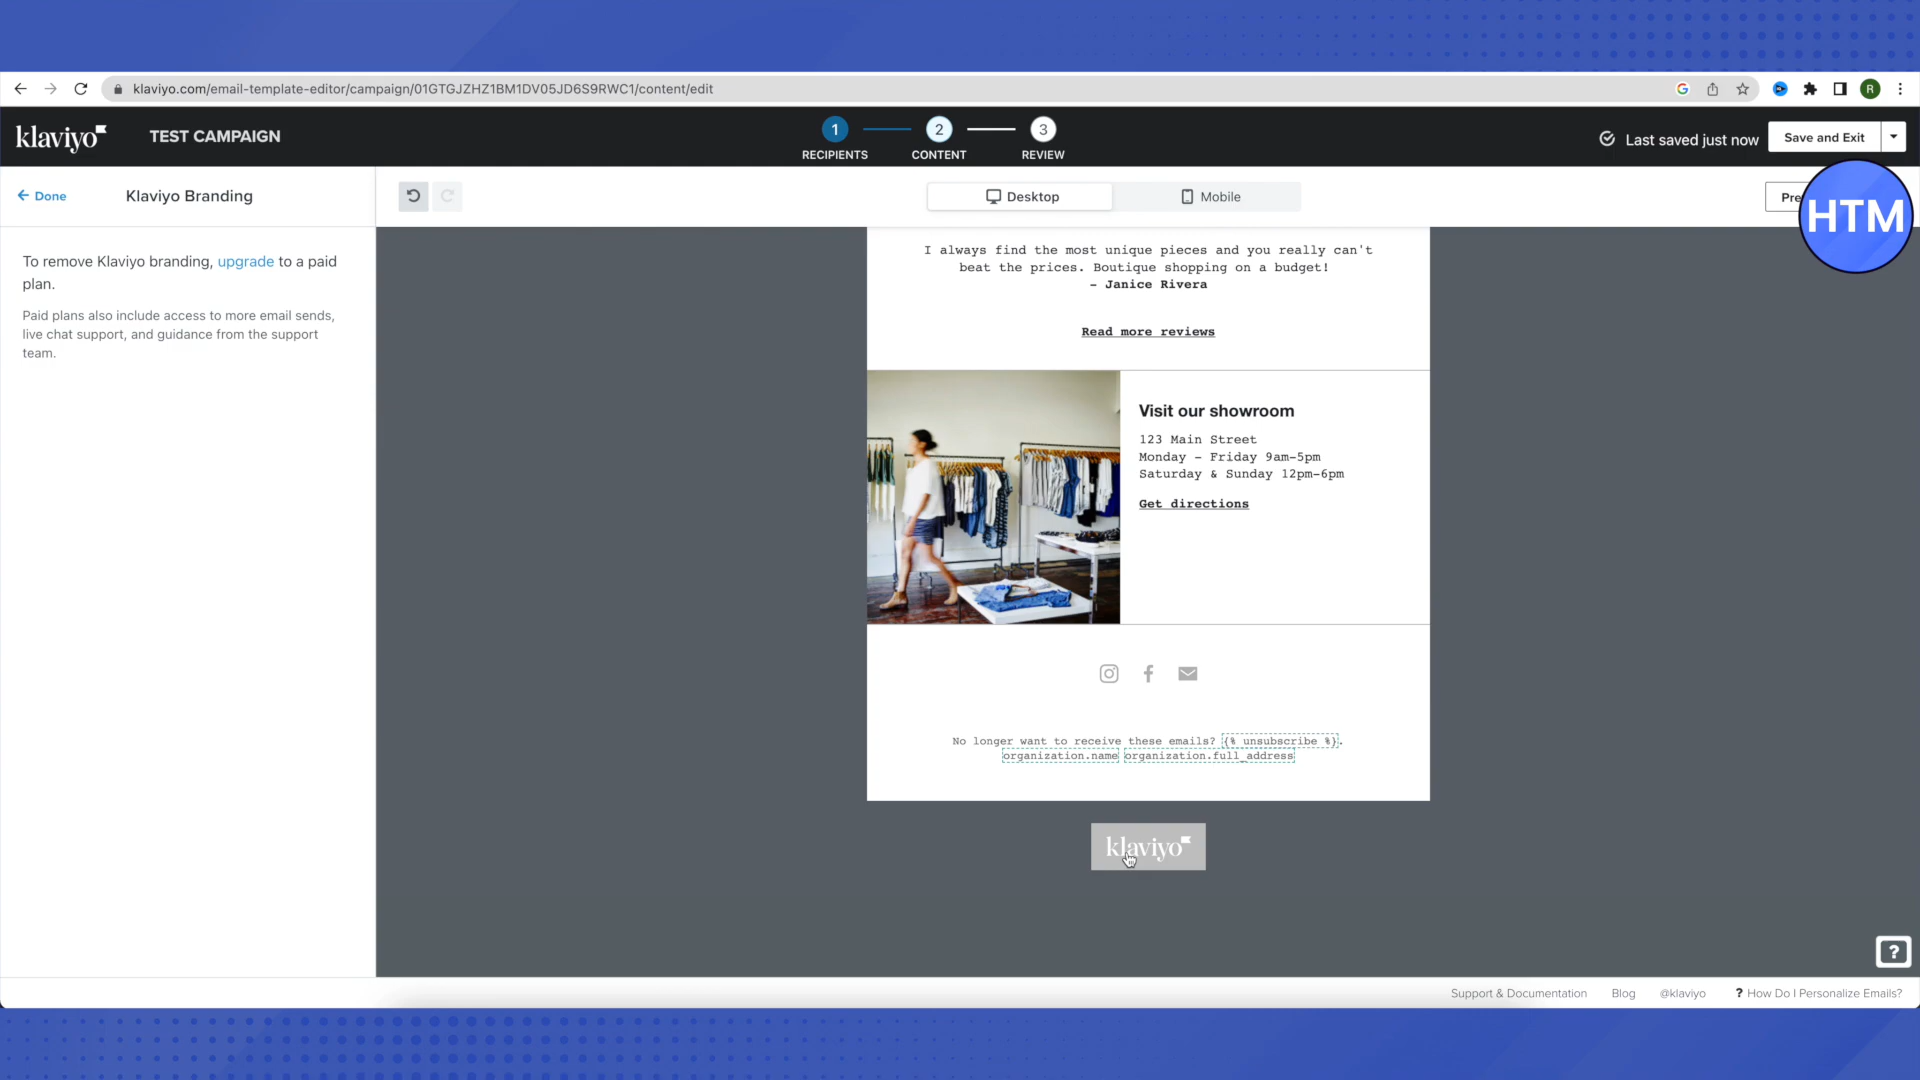 klaviyo.com/email-template-editor/campaign/01GTGJZHZ1BM1DV05JD6S9RWC1/content/edit
R
klaviyo
TEST CAMPAIGN
1
2
3
RECIPIENTS
CONTENT
REVIEW
Last saved just now
Save and Exit
Done
Klaviyo Branding
Desktop
Mobile
Pre
HTM
To remove Klaviyo branding, upgrade to a paid
plan.
Paid plans also include access to more email sends,
live chat support, and guidance from the support
team.
I always find the most unique pieces and you really can't
beat the prices. Boutique shopping on a budget!
- Janice Rivera
Read more reviews
Visit our showroom
123 Main Street
Monday - Friday 9am-5pm
Saturday & Sunday 12pm-6pm
Get directions
No longer want to receive these emails? {% unsubscribe %}.
organization.name organization.full_address
klaviyo
?
Support & Documentation
Blog
@klaviyo
? How Do I Personalize Emails?